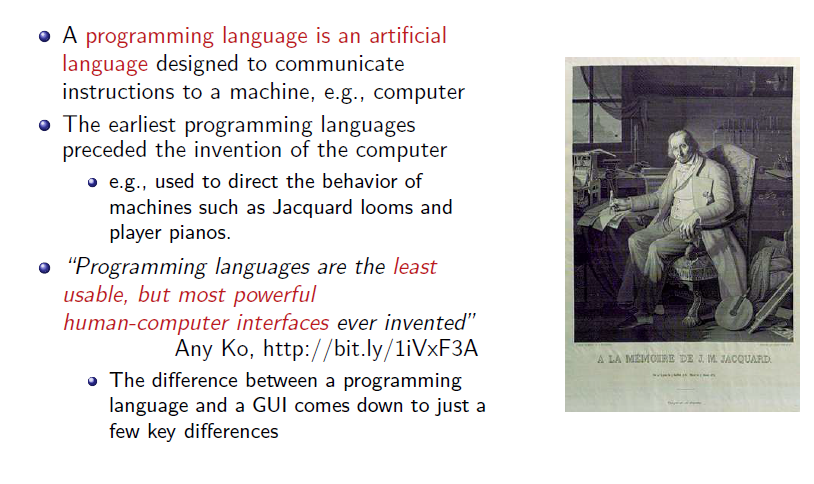 A programming language is an artificial
language designed to communicate
instructions to a machine, e.g., computer
The earliest programming languages
preceded the invention of the computer
e.g., used to direct the behavior of
machines such as Jacquard looms and
player pianos.
“Programming languages are the least
usable, but most powerful
human-computer interfaces ever invented”
Any Ko, http://bit.ly/1iVxF3A
The difference between a programming
language and a GUI comes down to just a
few key differences
A LA MÉMOIRE DE J. M. JACQUARD.